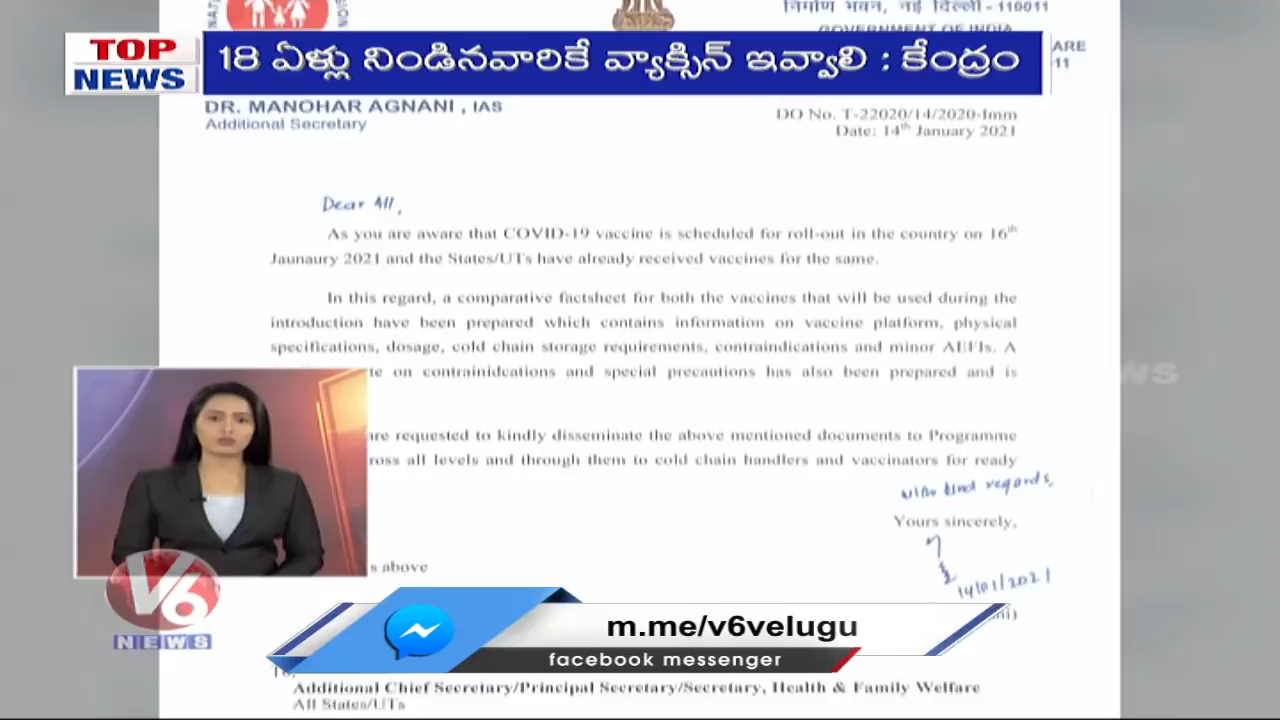 निर्माण भवन, नई दिल्ली - 110011
GOVERNMENT OF INDIA
TOP
NEWS
18 ఏళ్లు నిండినవారికే వ్యాక్సిన్ ఇవ్వాలి : కేంద్రం
ARE
11
DR. MANOHAR AGNANI , IAS
Additional Secretary
DO No. T-22020/14/2020-Imm
Date: 14th January 2021
Dear All,
As you are aware that COVID-19 vaccine is scheduled for roll-out in the country on 16th
Jaunaury 2021 and the States/UTs have already received vaccines for the same.
In this regard, a comparative factsheet for both the vaccines that will be used during the
introduction have been prepared which contains information on vaccine platform, physical
specifications, dosage, cold chain storage requirements, contraindications and minor AEFIs. A
on contrainidcations and special precautions has also been prepared and is
are requested to kindly disseminate the above mentioned documents to Programme
ross all levels and through them to cold chain handlers and vaccinators for ready
with kind regards,
Yours sincerely,
14/01/2021
s above
V6
NEWS
m.me/v6velugu
facebook messenger
To,
Additional Chief Secretary/Principal Secretary/Secretary, Health & Family Welfare
All States/UTs